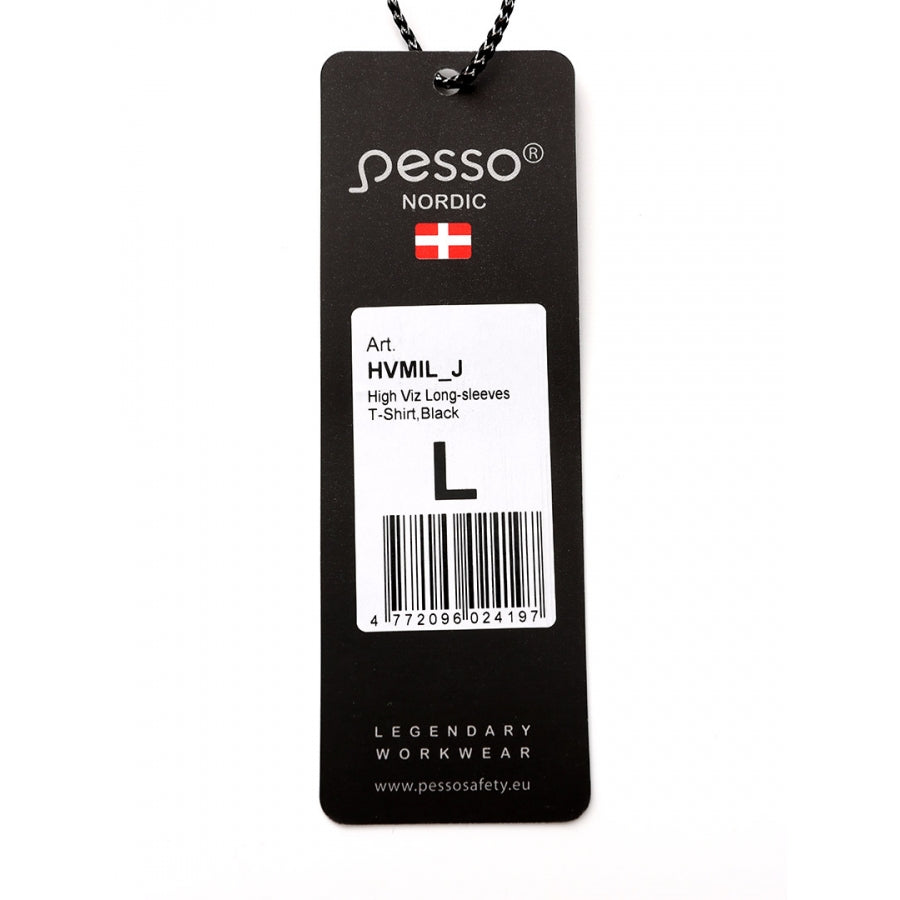 pesso®
NORDIC
Art.
HVMIL_J
High Viz Long-sleeves
T-Shirt,Black
L
4 772096 024197
LEGENDARY
WORKWEAR
www.pessosafety.eu